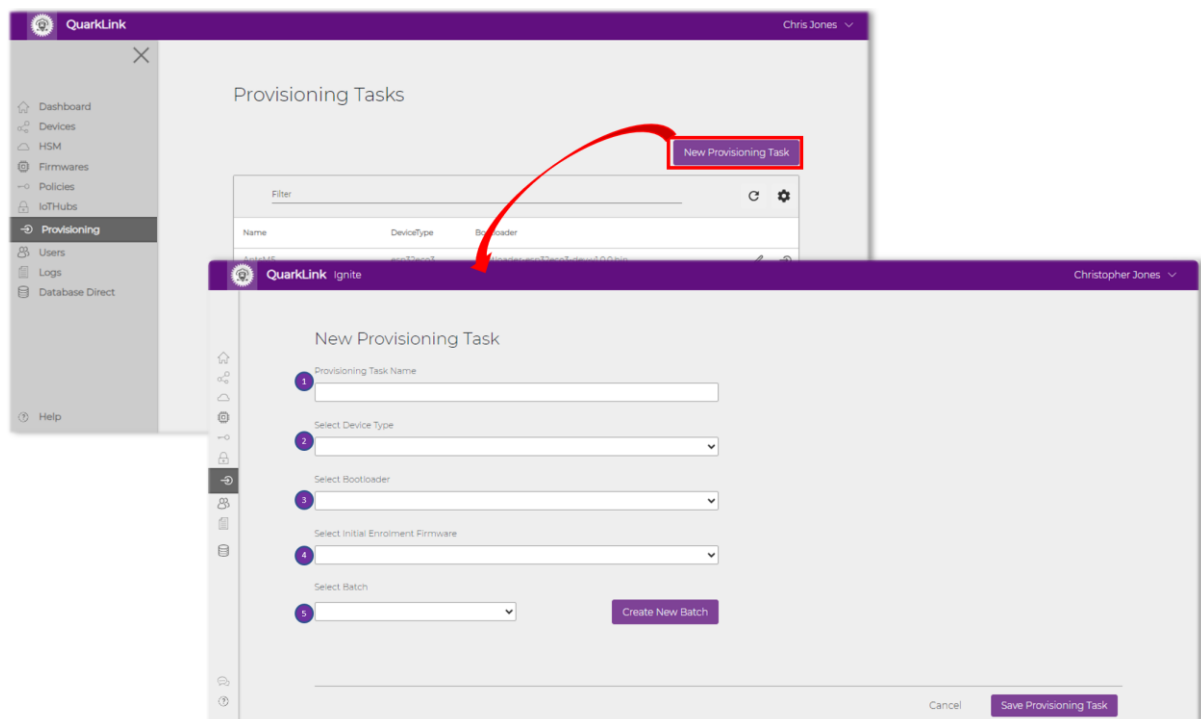 QuarkLink
Chris Jones
Dashboard
Devices
HSM
Firmwares
Policies
IoTHubs
Provisioning
Users
Logs
Database Direct
Help
Provisioning Tasks
New Provisioning Task
Filter
Name DeviceType Bootloader
QuarkLink Ignite
Christopher Jones
New Provisioning Task
1 Provisioning Task Name
2 Select Device Type
3 Select Bootloader
4 Select Initial Enrolment Firmware
5 Select Batch
Create New Batch
Cancel
Save Provisioning Task